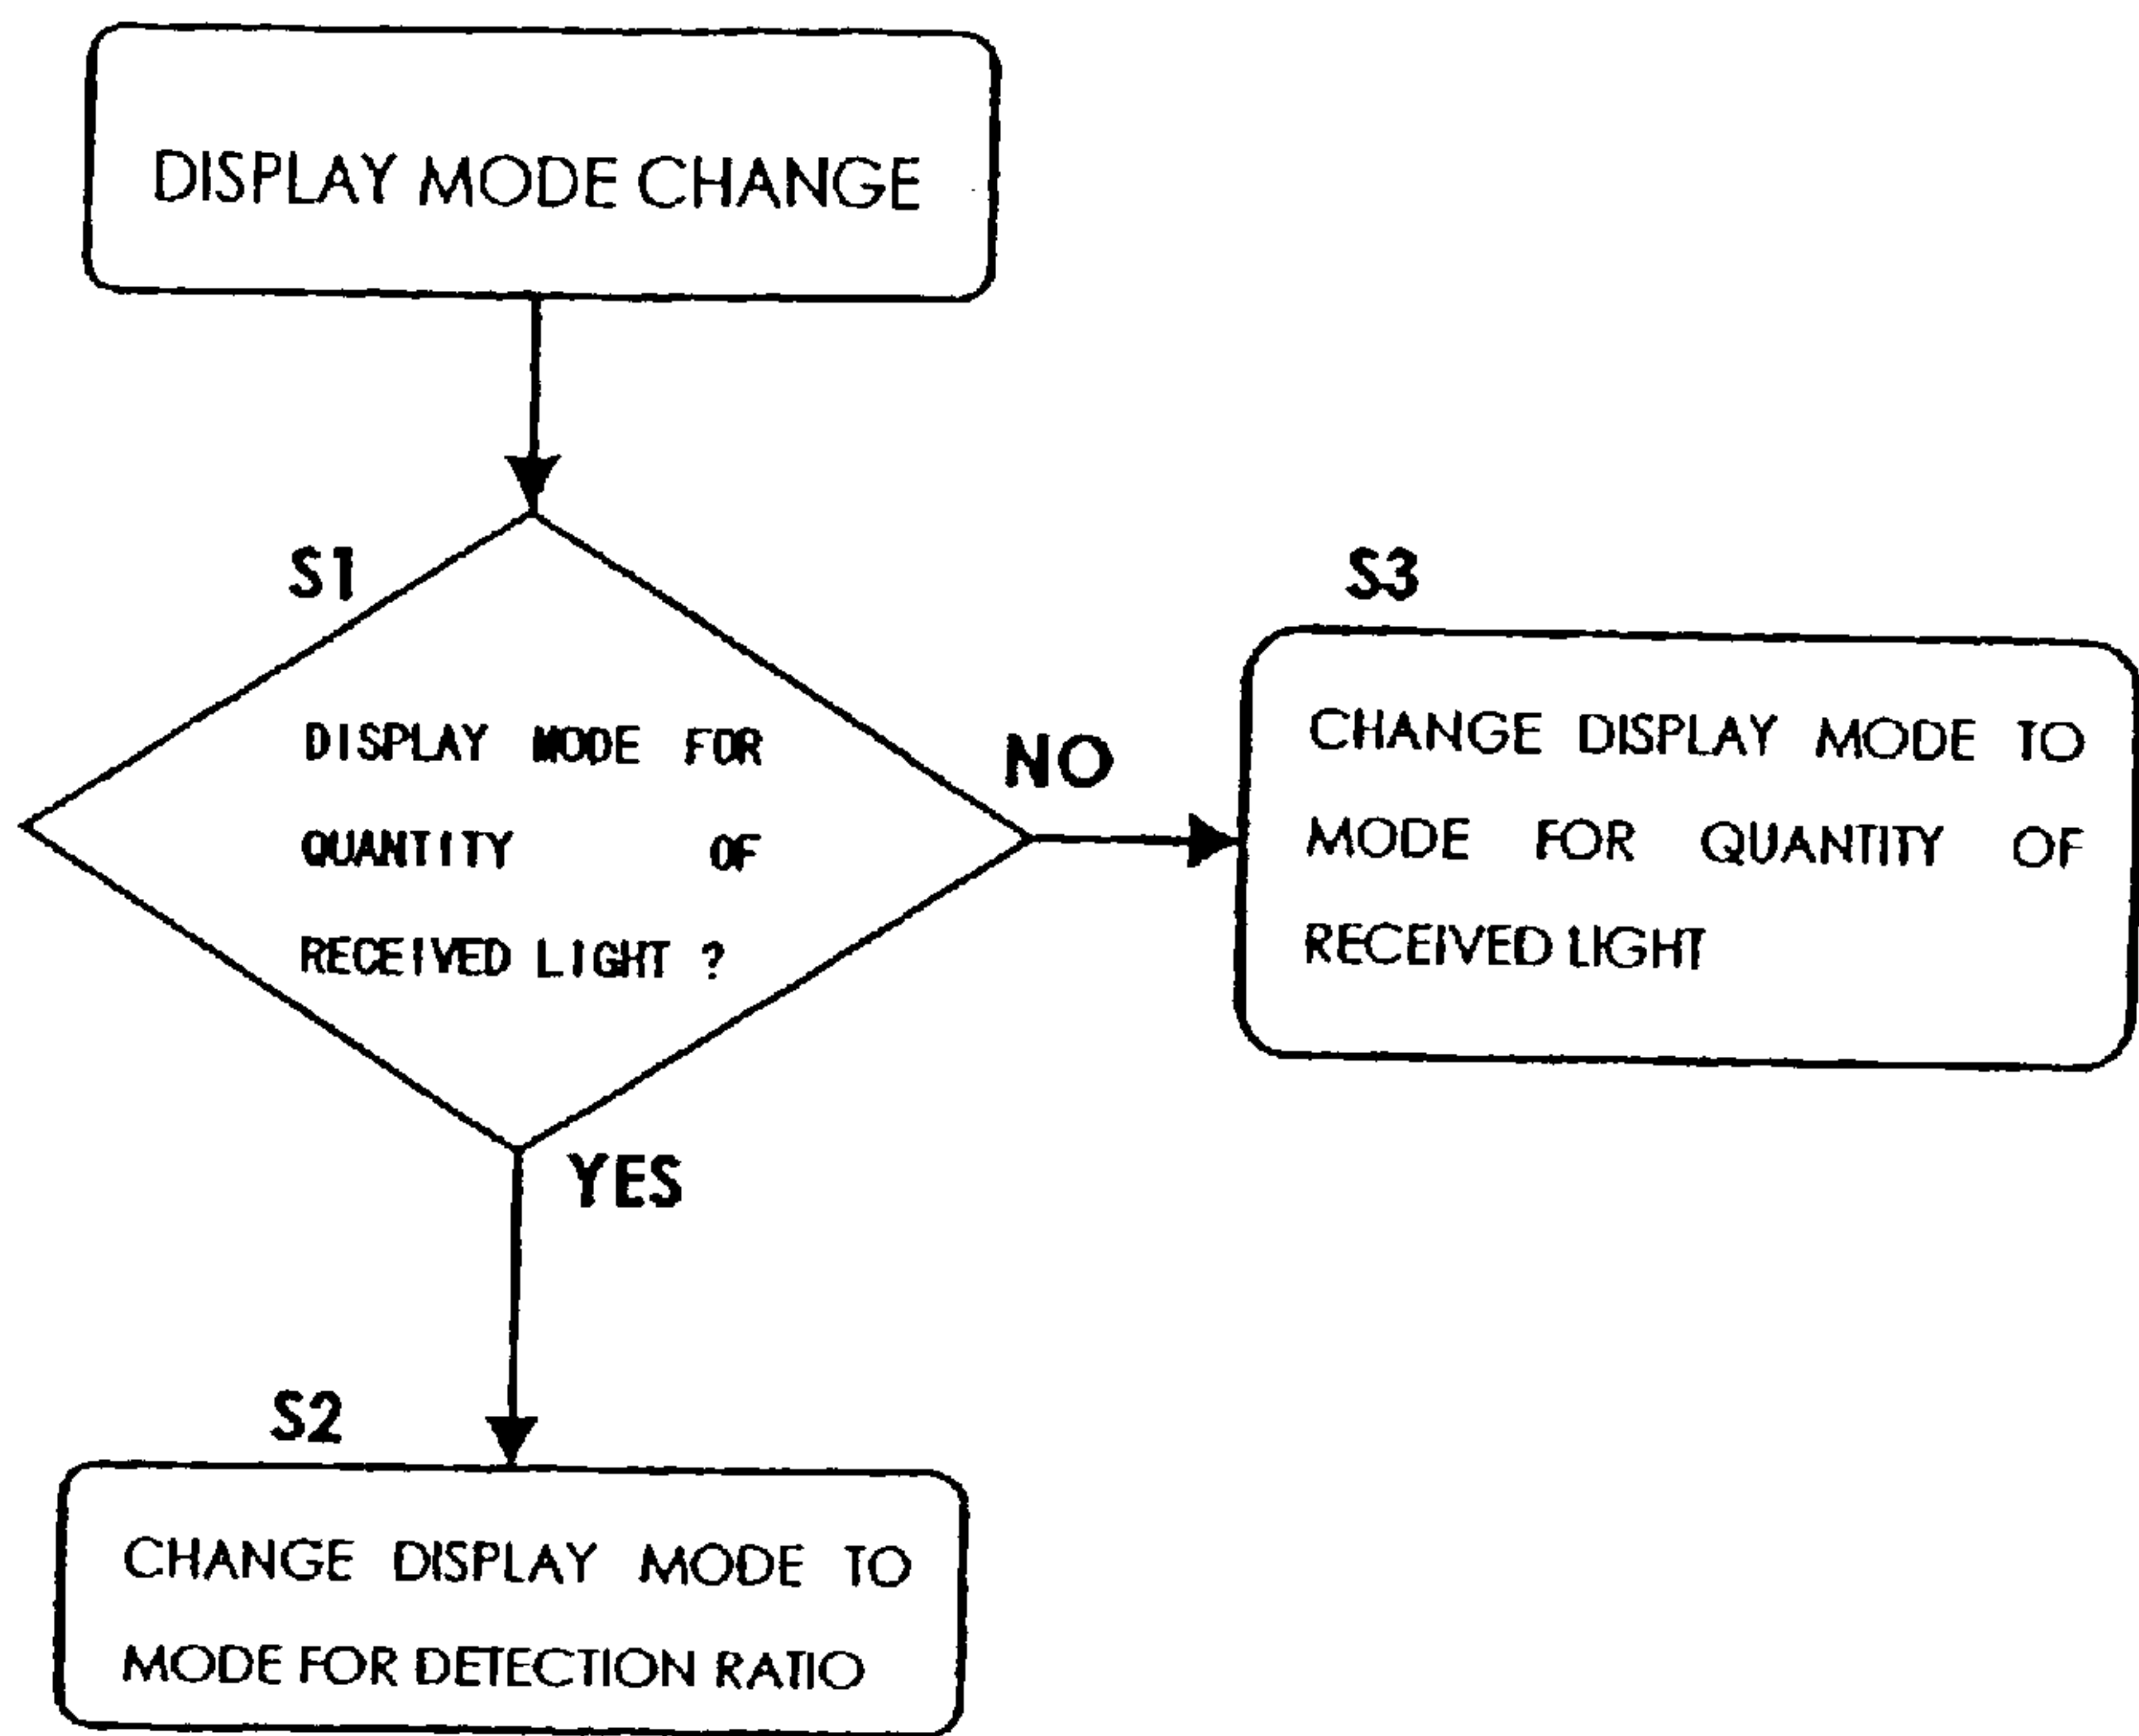 DISPLAY MODE CHANGE
S1
DISPLAY MODE FOR
QUANTITY OF
RECEIVED LIGHT ?
NO
YES
S3
CHANGE DISPLAY MODE TO
MODE FOR QUANTITY OF
RECEIVED LIGHT
S2
CHANGE DISPLAY MODE TO
MODE FOR DETECTION RATIO